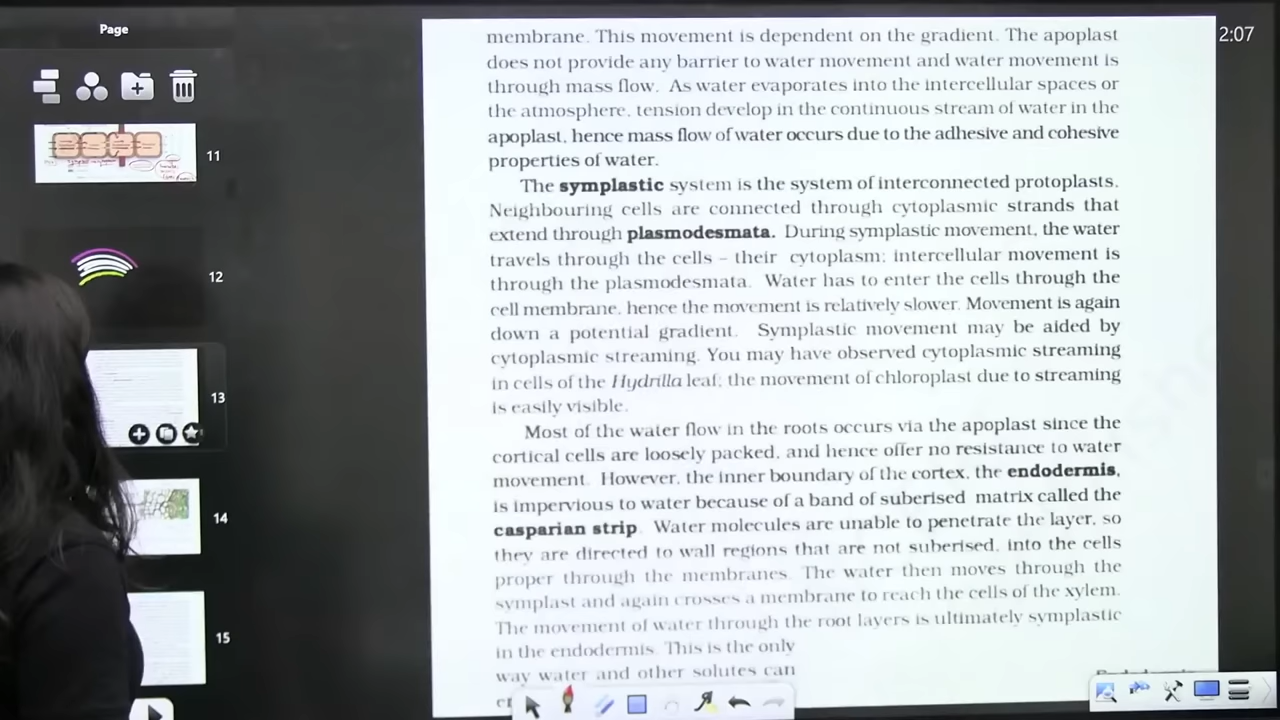 Page
2:07
11
12
13
14
15
membrane. This movement is dependent on the gradient. The apoplast
does not provide any barrier to water movement and water movement is
through mass flow. As water evaporates into the intercellular spaces or
the atmosphere, tension develop in the continuous stream of water in the
apoplast, hence mass flow of water occurs due to the adhesive and cohesive
properties of water.
The symplastic system is the system of interconnected protoplasts.
Neighbouring cells are connected through cytoplasmic strands that
extend through plasmodesmata. During symplastic movement, the water
travels through the cells – their cytoplasm; intercellular movement is
through the plasmodesmata. Water has to enter the cells through the
cell membrane, hence the movement is relatively slower. Movement is again
down a potential gradient. Symplastic movement may be aided by
cytoplasmic streaming. You may have observed cytoplasmic streaming
in cells of the Hydrilla leaf; the movement of chloroplast due to streaming
is easily visible.
Most of the water flow in the roots occurs via the apoplast since the
cortical cells are loosely packed, and hence offer no resistance to water
movement. However, the inner boundary of the cortex, the endodermis,
is impervious to water because of a band of suberised matrix called the
casparian strip. Water molecules are unable to penetrate the layer, so
they are directed to wall regions that are not suberised, into the cells
proper through the membranes. The water then moves through the
symplast and again crosses a membrane to reach the cells of the xylem.
The movement of water through the root layers is ultimately symplastic
in the endodermis. This is the only
way water and other solutes can